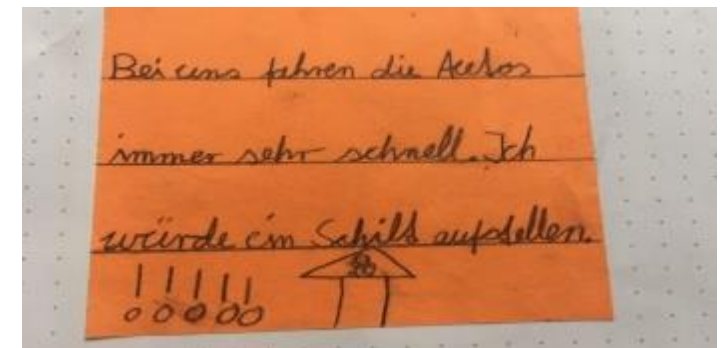 Bei uns fahren die Autos
immer sehr schnell. Ich
würde ein Schild aufstellen.
!!!!!